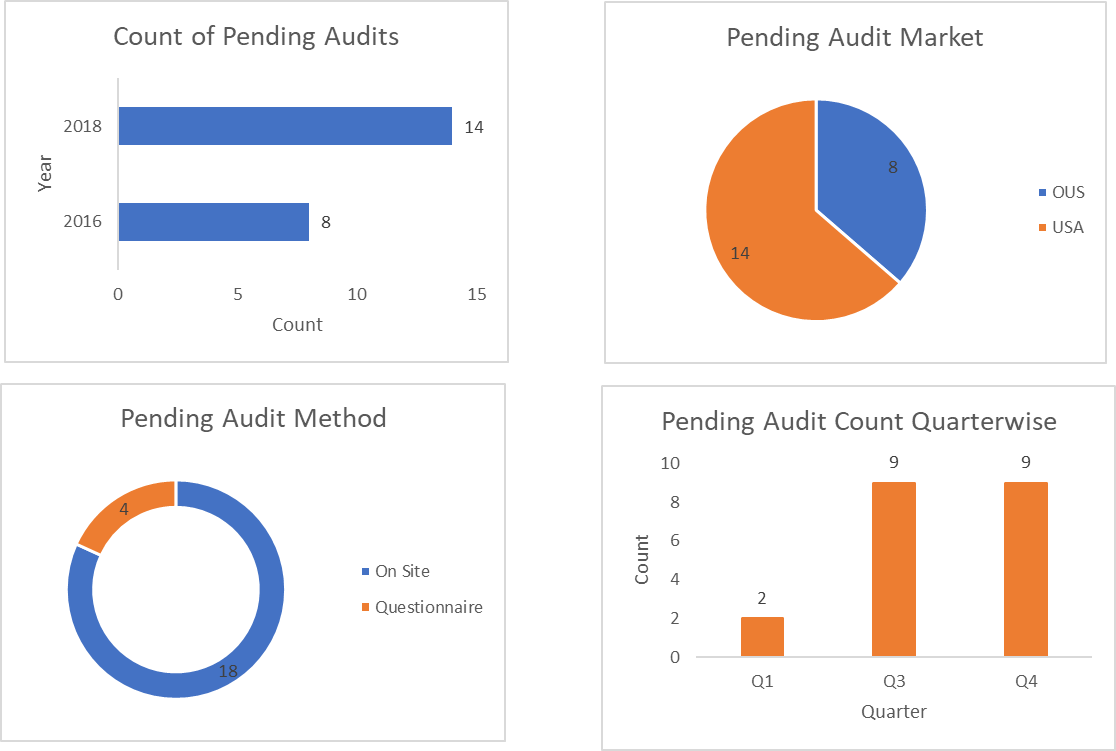 Count of Pending Audits
2018
14
Year
2016
8
0 5 10 15
Count
Pending Audit Market
8
14
OUS
USA
Pending Audit Method
4
18
On Site
Questionnaire
Pending Audit Count Quarterwise
10
8
6
4
2
0
Count
2
9
9
Q1 Q3 Q4
Quarter